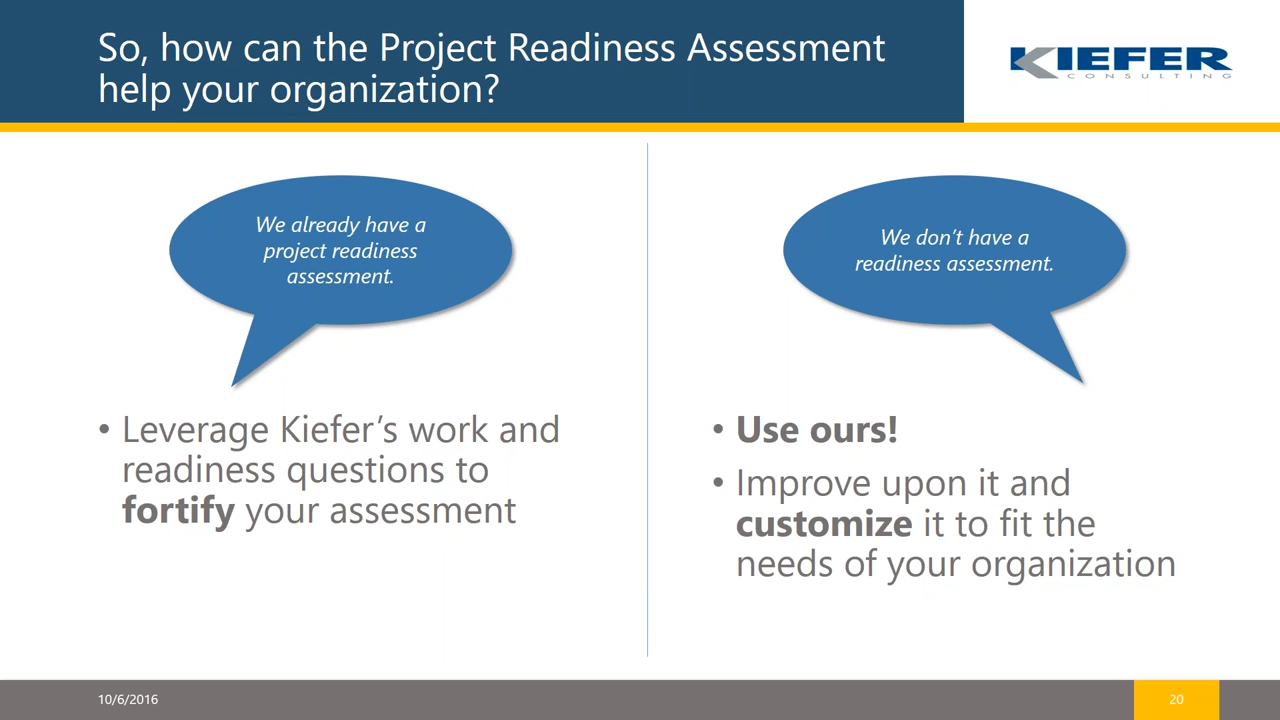 So, how can the Project Readiness Assessment
help your organization?
KIEFER
CONSULTING
We already have a
project readiness
assessment.
• Leverage Kiefer’s work and
readiness questions to
fortify your assessment
We don’t have a
readiness assessment.
• Use ours!
• Improve upon it and
customize it to fit the
needs of your organization
10/6/2016
20